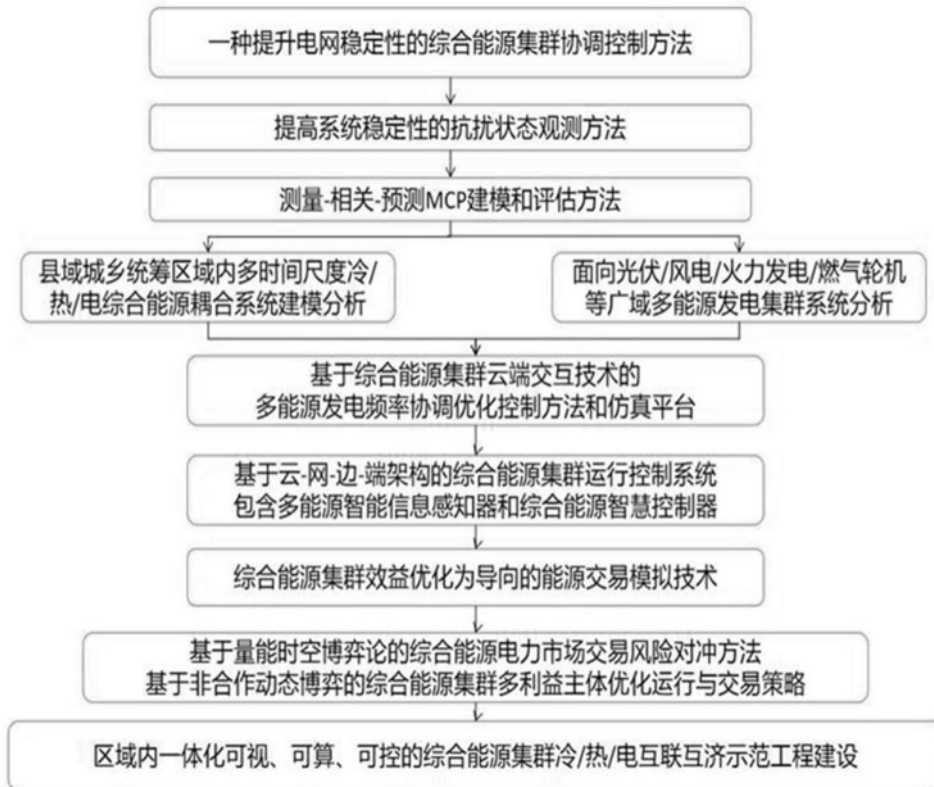 一种提升电网稳定性的综合能源集群协调控制方法
提高系统稳定性的抗扰状态观测方法
测量-相关-预测MCP建模和评估方法
县域城乡统筹区域内多时间尺度冷/
热/电综合能源耦合系统建模分析
面向光伏/风电/火力发电/燃气轮机
等广域多能源发电集群系统分析
基于综合能源集群云端交互技术的
多能源发电频率协调优化控制方法和仿真平台
基于云-网-边-端架构的综合能源集群运行控制系统
包含多能源智能信息感知器和综合能源智慧控制器
综合能源集群效益优化为导向的能源交易模拟技术
基于量能时空博弈论的综合能源电力市场交易风险对冲方法
基于非合作动态博弈的综合能源集群多利益主体优化运行与交易策略
区域内一体化可视、可算、可控的综合能源集群冷/热/电互联互济示范工程建设